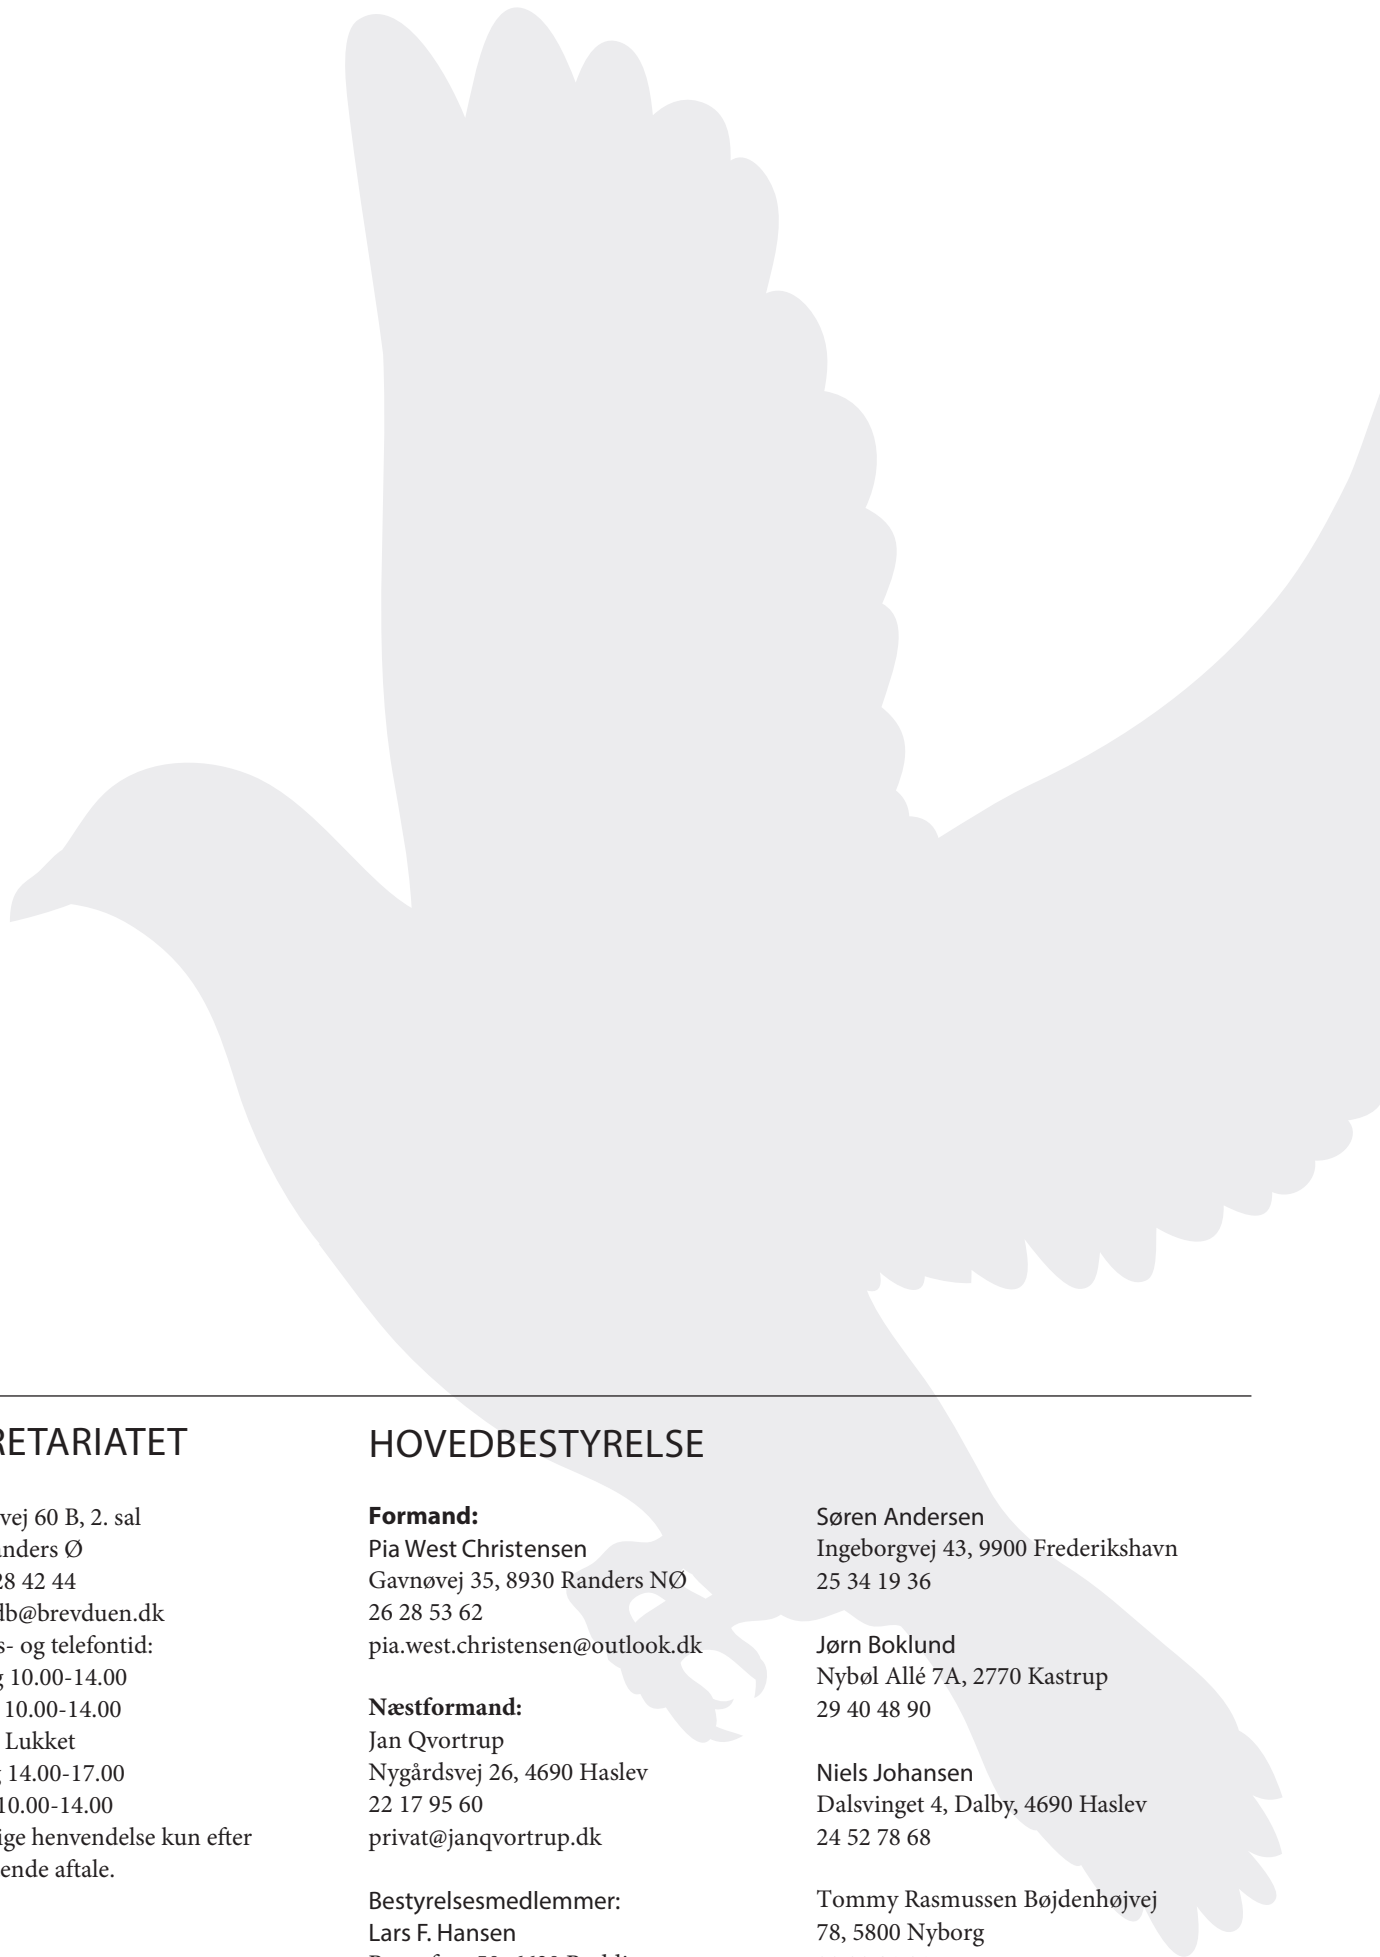 RETARIATET
vej 60 B, 2. sal
anders Ø
28 42 44
db@brevduen.dk
s- og telefontid:
g 10.00-14.00
10.00-14.00
Lukket
g 14.00-17.00
10.00-14.00
ige henvendelse kun efter
ende aftale.
HOVEDBESTYRELSE
Formand:
Pia West Christensen
Gavnøvej 35, 8930 Randers NØ
26 28 53 62
pia.west.christensen@outlook.dk
Næstformand:
Jan Qvortrup
Nygårdsvej 26, 4690 Haslev
22 17 95 60
privat@janqvortrup.dk
Bestyrelsesmedlemmer:
Lars F. Hansen
Søren Andersen
Ingeborgvej 43, 9900 Frederikshavn
25 34 19 36
Jørn Boklund
Nybøl Allé 7A, 2770 Kastrup
29 40 48 90
Niels Johansen
Dalsvinget 4, Dalby, 4690 Haslev
24 52 78 68
Tommy Rasmussen Bøjdenhøjvej
78, 5800 Nyborg